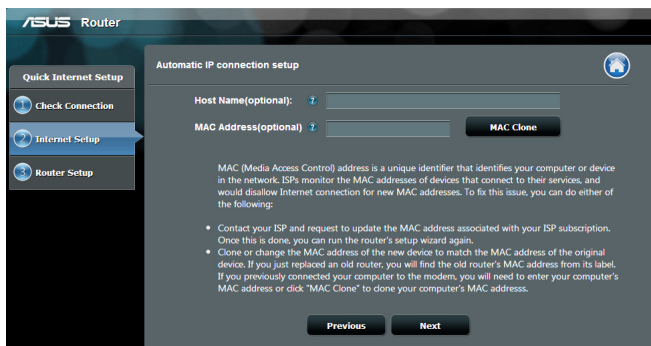 ASUS Router
Quick Internet Setup
1 Check Connection
2 Internet Setup
3 Router Setup
Automatic IP connection setup
Host Name(optional): ?
MAC Address(optional) ? MAC Clone
MAC (Media Access Control) address is a unique identifier that identifies your computer or device
in the network. ISPs monitor the MAC addresses of devices that connect to their services, and
would disallow Internet connection for new MAC addresses. To fix this issue, you can do either of
the following:
• Contact your ISP and request to update the MAC address associated with your ISP subscription.
Once this is done, you can run the router's setup wizard again.
• Clone or change the MAC address of the new device to match the MAC address of the original
device. If you just replaced an old router, you will find the old router's MAC address from its label.
If you previously connected your computer to the modem, you will need to enter your computer's
MAC address or click "MAC Clone" to clone your computer's MAC addresss.
Previous Next